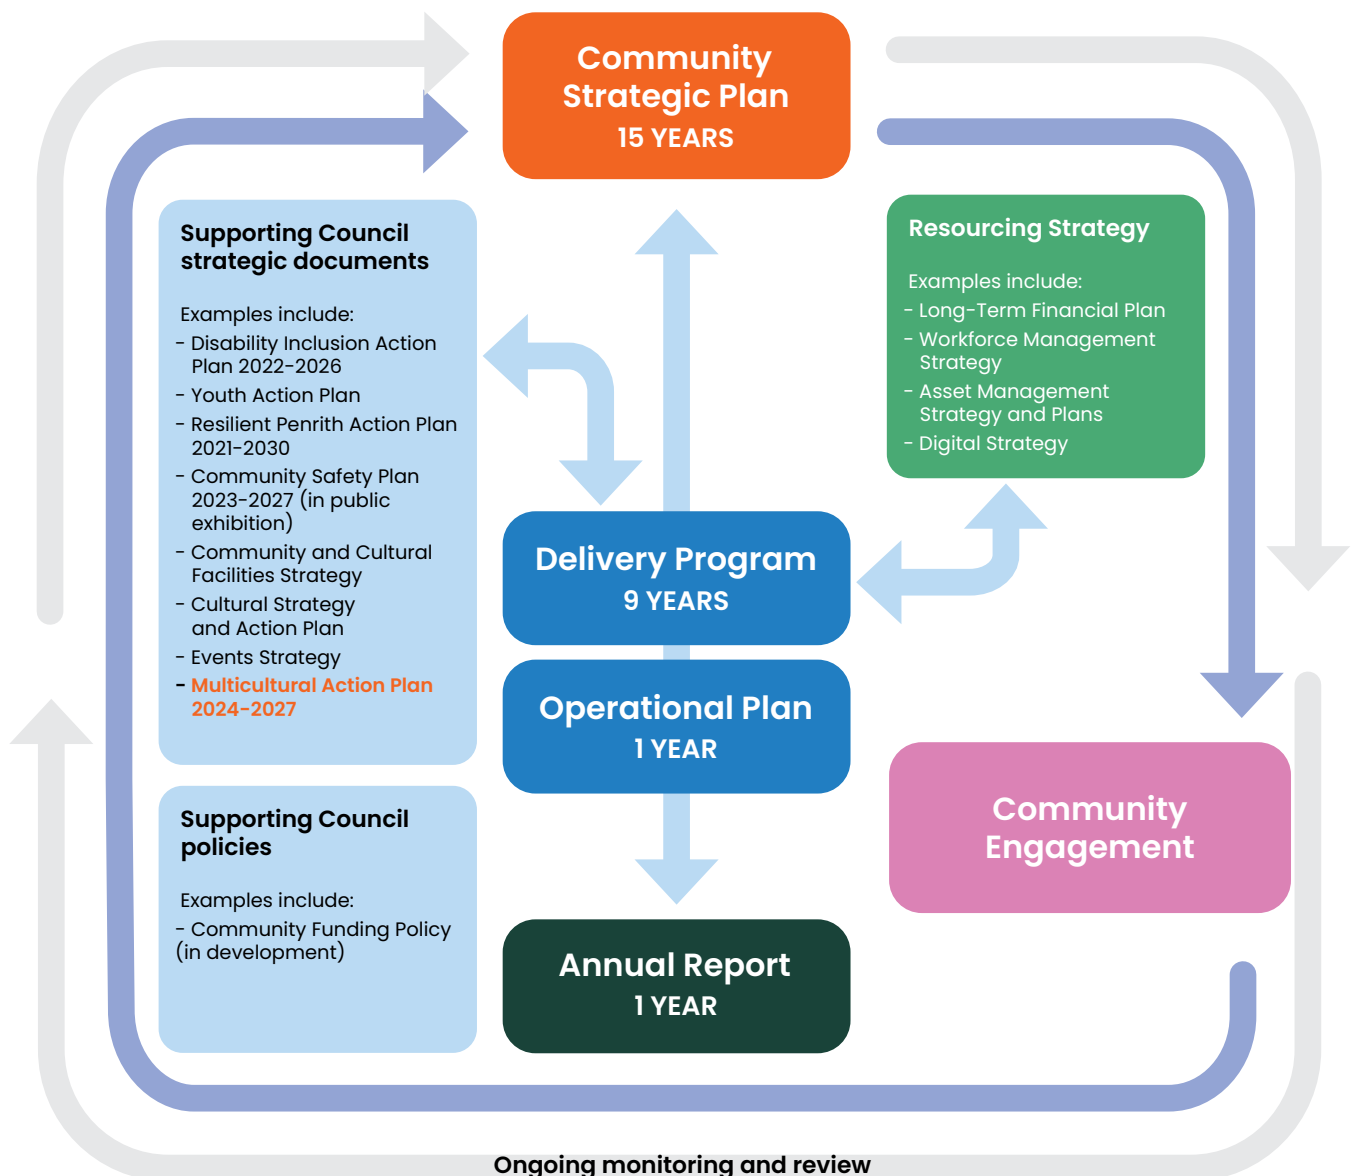 Community
Strategic Plan
15 YEARS
Supporting Council
strategic documents
Examples include:
- Disability Inclusion Action
Plan 2022-2026
- Youth Action Plan
- Resilient Penrith Action Plan
2021-2030
- Community Safety Plan
2023-2027 (in public
exhibition)
- Community and Cultural
Facilities Strategy
- Cultural Strategy
and Action Plan
- Events Strategy
- Multicultural Action Plan
2024-2027
Supporting Council
policies
Examples include:
- Community Funding Policy
(in development)
Resourcing Strategy
Examples include:
- Long-Term Financial Plan
- Workforce Management
Strategy
- Asset Management
Strategy and Plans
- Digital Strategy
Delivery Program
9 YEARS
Operational Plan
1 YEAR
Community
Engagement
Annual Report
1 YEAR
Ongoing monitoring and review